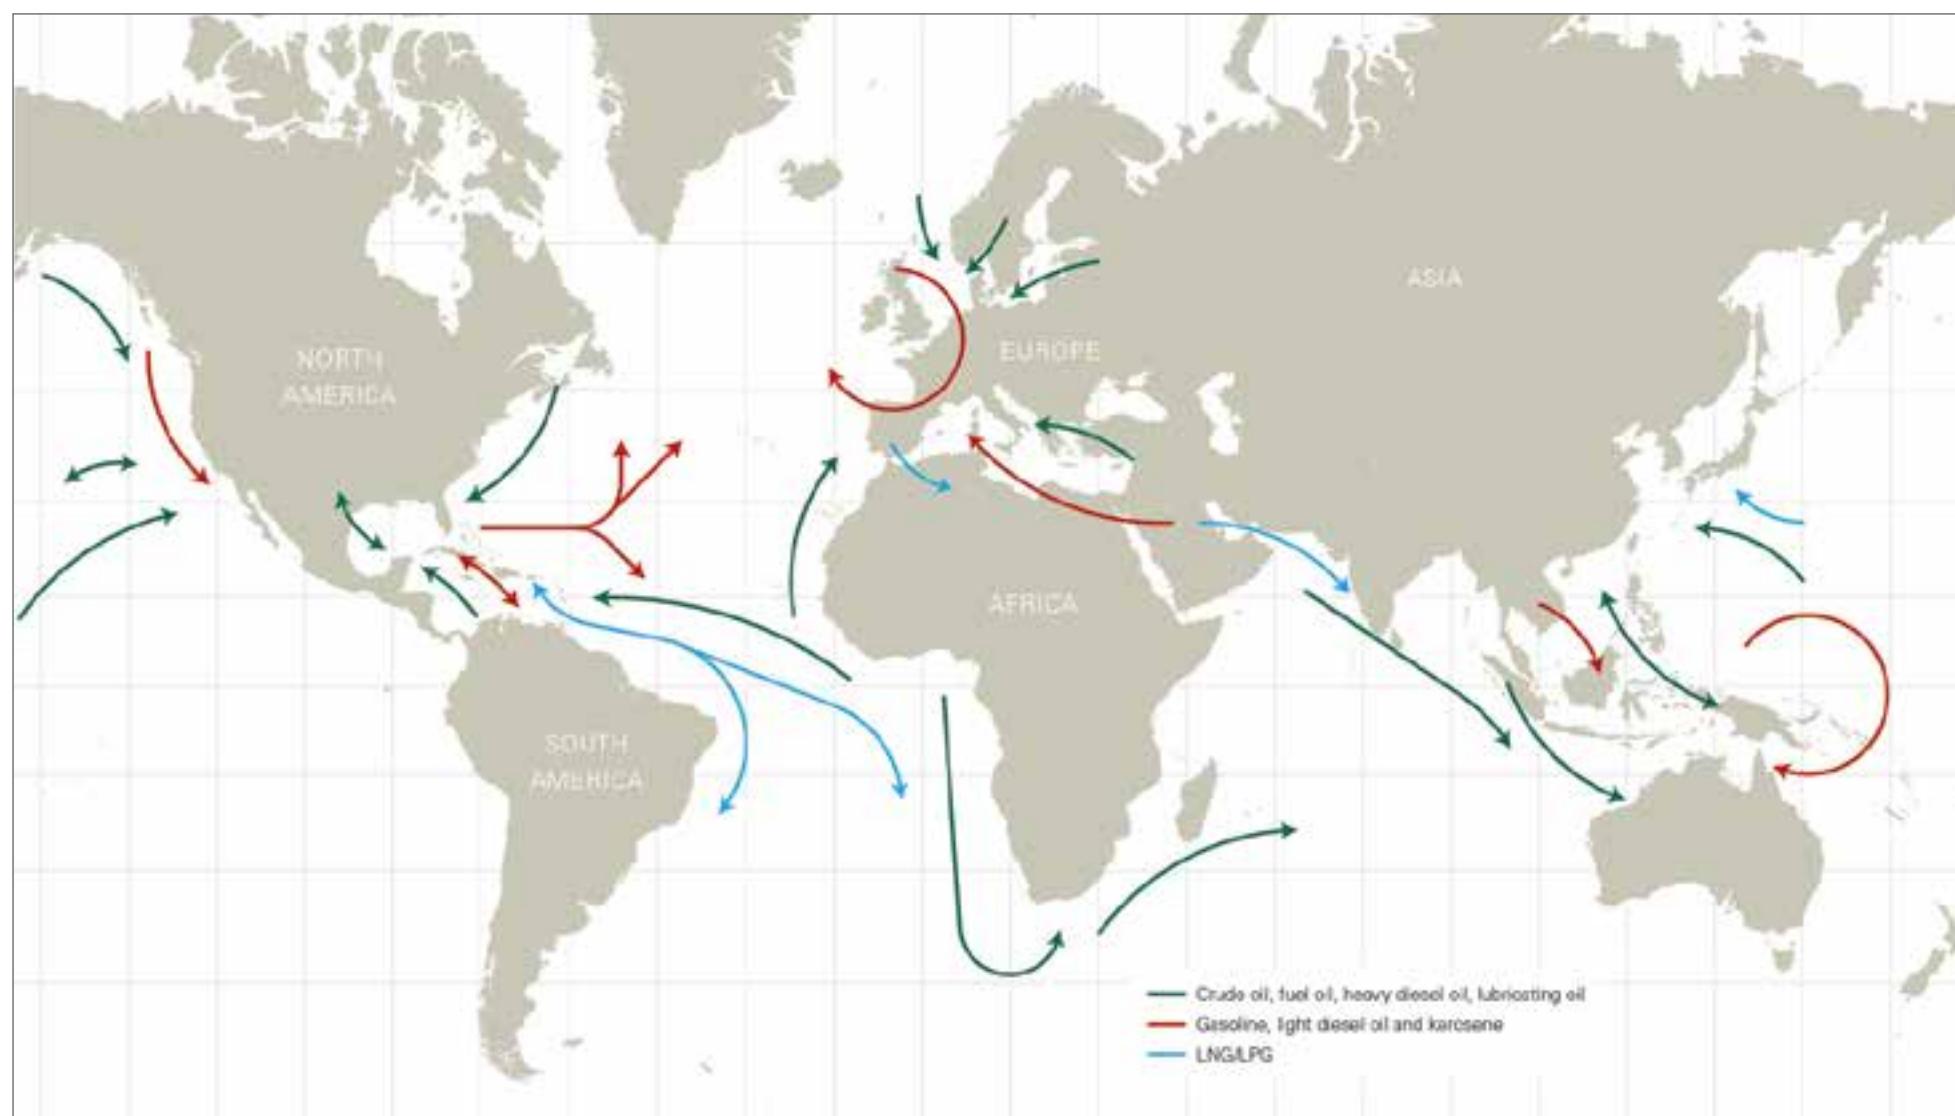 NORTH
AMERICA
EUROPE
ASIA
AFRICA
SOUTH
AMERICA
Crude oil, fuel oil, heavy diesel oil, lubricating oil
Gasoline, light diesel oil and kerosene
LNG/LPG